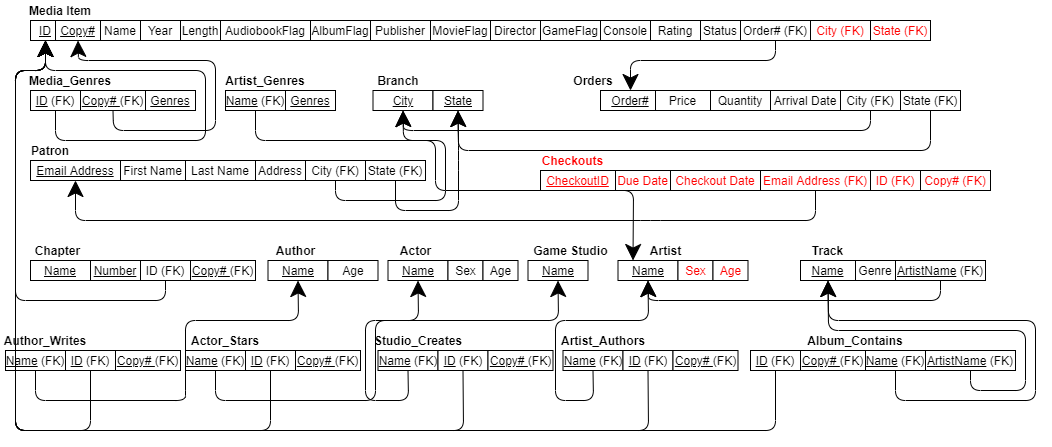 Media Item
ID Copy# Name Year Length AudiobookFlag AlbumFlag Publisher MovieFlag Director GameFlag Console Rating Status Order# (FK) City (FK) State (FK)
Media_Genres Artist_Genres Branch Orders
ID (FK) Copy# (FK) Genres Name (FK) Genres City State Order# Price Quantity Arrival Date City (FK) State (FK)
Patron Checkouts
Email Address First Name Last Name Address City (FK) State (FK)
CheckoutID Due Date Checkout Date Email Address (FK) ID (FK) Copy# (FK)
Chapter Author Actor Game Studio Artist Track
Name Number ID (FK) Copy# (FK) Name Age Name Sex Age Name Name Sex Age Name Genre ArtistName (FK)
Author_Writes Actor_Stars Studio_Creates Artist_Authors Album_Contains
Name (FK) ID (FK) Copy# (FK) Name (FK) ID (FK) Copy# (FK) Name (FK) ID (FK) Copy# (FK) Name (FK) ID (FK) Copy# (FK) ID (FK) Copy# (FK) Name (FK) ArtistName (FK)